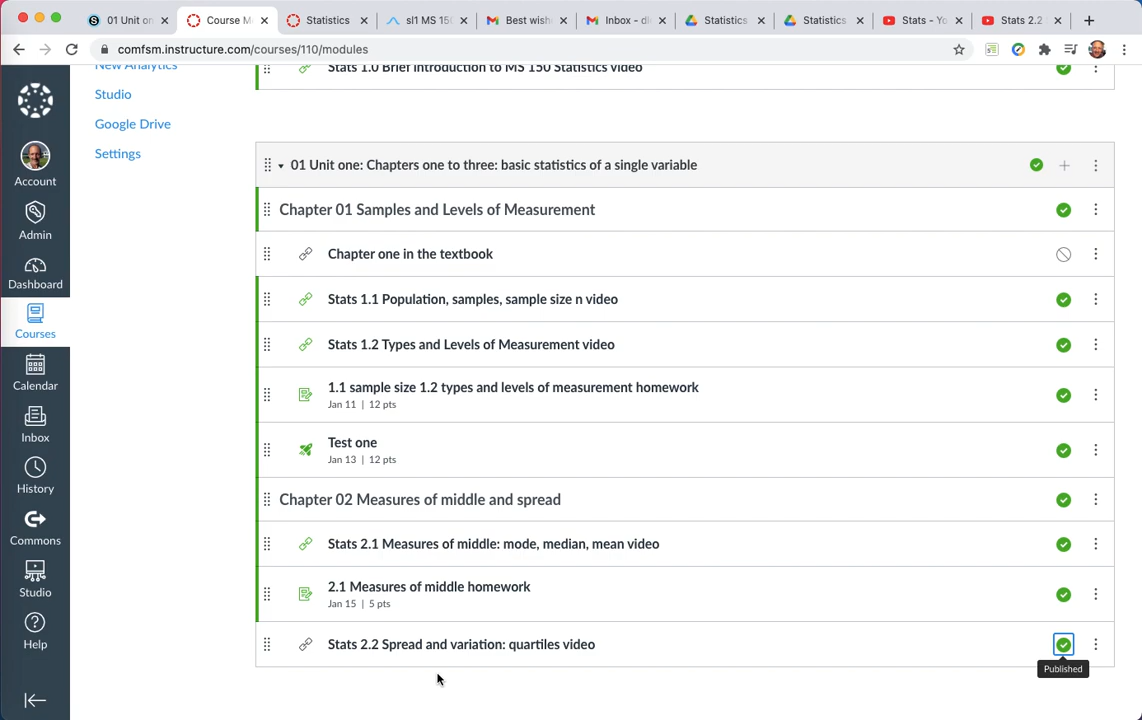 01 Unit on
Course M
Statistics
sl1 MS 15
Best wish
Inbox - di
Statistics
Statistics
Stats - Yo
Stats 2.2
comfsm.instructure.com/courses/110/modules
New Analytics
Studio
Google Drive
Settings
Account
Admin
Dashboard
Courses
Calendar
Inbox
History
Commons
Studio
Help
Stats 1.0 Brief introduction to MS 150 Statistics video
01 Unit one: Chapters one to three: basic statistics of a single variable
Chapter 01 Samples and Levels of Measurement
Chapter one in the textbook
Stats 1.1 Population, samples, sample size n video
Stats 1.2 Types and Levels of Measurement video
1.1 sample size 1.2 types and levels of measurement homework
Jan 11 | 12 pts
Test one
Jan 13 | 12 pts
Chapter 02 Measures of middle and spread
Stats 2.1 Measures of middle: mode, median, mean video
2.1 Measures of middle homework
Jan 15 | 5 pts
Stats 2.2 Spread and variation: quartiles video
Published